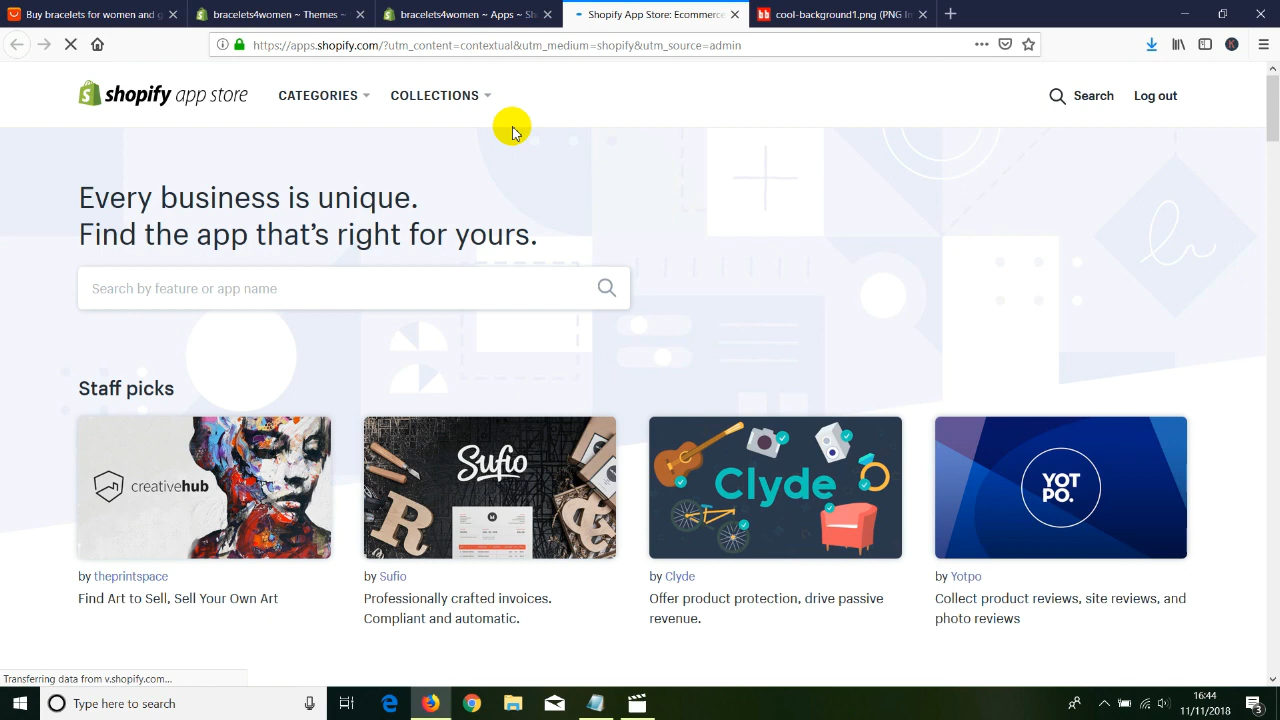 Buy bracelets for women and g
bracelets4women ~ Themes ~
bracelets4women ~ Apps ~ Sh
Shopify App Store: Ecommerce
cool-background1.png (PNG Im
https://apps.shopify.com/?utm_content=contextual&utm_medium=shopify&utm_source=admin
shopify app store
CATEGORIES
COLLECTIONS
Search
Log out
Every business is unique.
Find the app that's right for yours.
Search by feature or app name
Staff picks
creativehub
Sufio
Clyde
YOT
PO.
by theprintspace
Find Art to Sell, Sell Your Own Art
by Sufio
Professionally crafted invoices.
Compliant and automatic.
by Clyde
Offer product protection, drive passive
revenue.
by Yotpo
Collect product reviews, site reviews, and
photo reviews
Transferring data from v.shopify.com...
Type here to search
16:44
11/11/2018